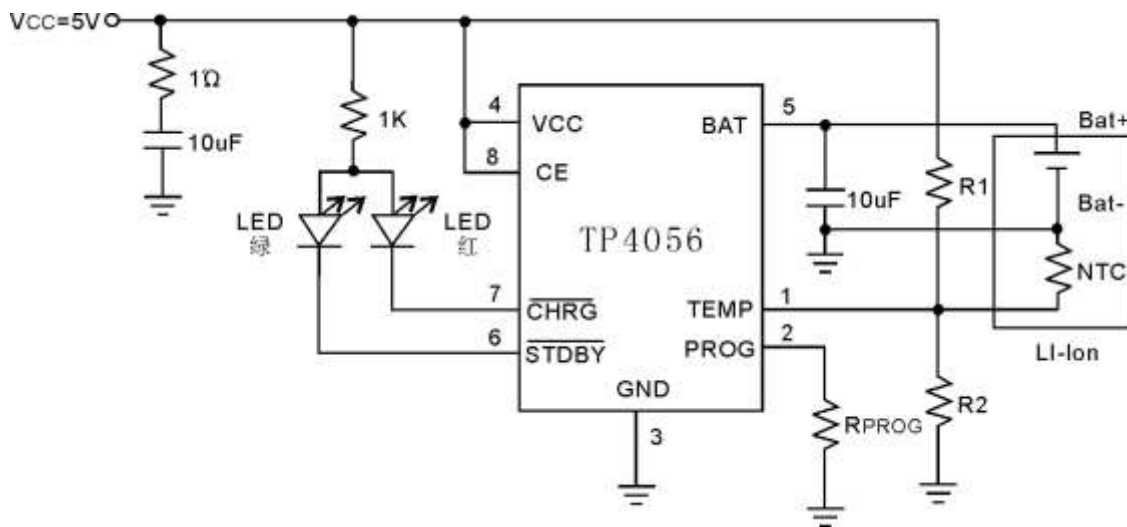 VCC=5V
1Ω
10uF
1K
4
VCC
8
CE
BAT
5
Bat+
R1
10uF
Bat-
LED
绿
LED
红
TP4056
NTC
7
CHRG
6
STDBY
TEMP
1
PROG
2
LI-Ion
GND
3
RPROG
R2